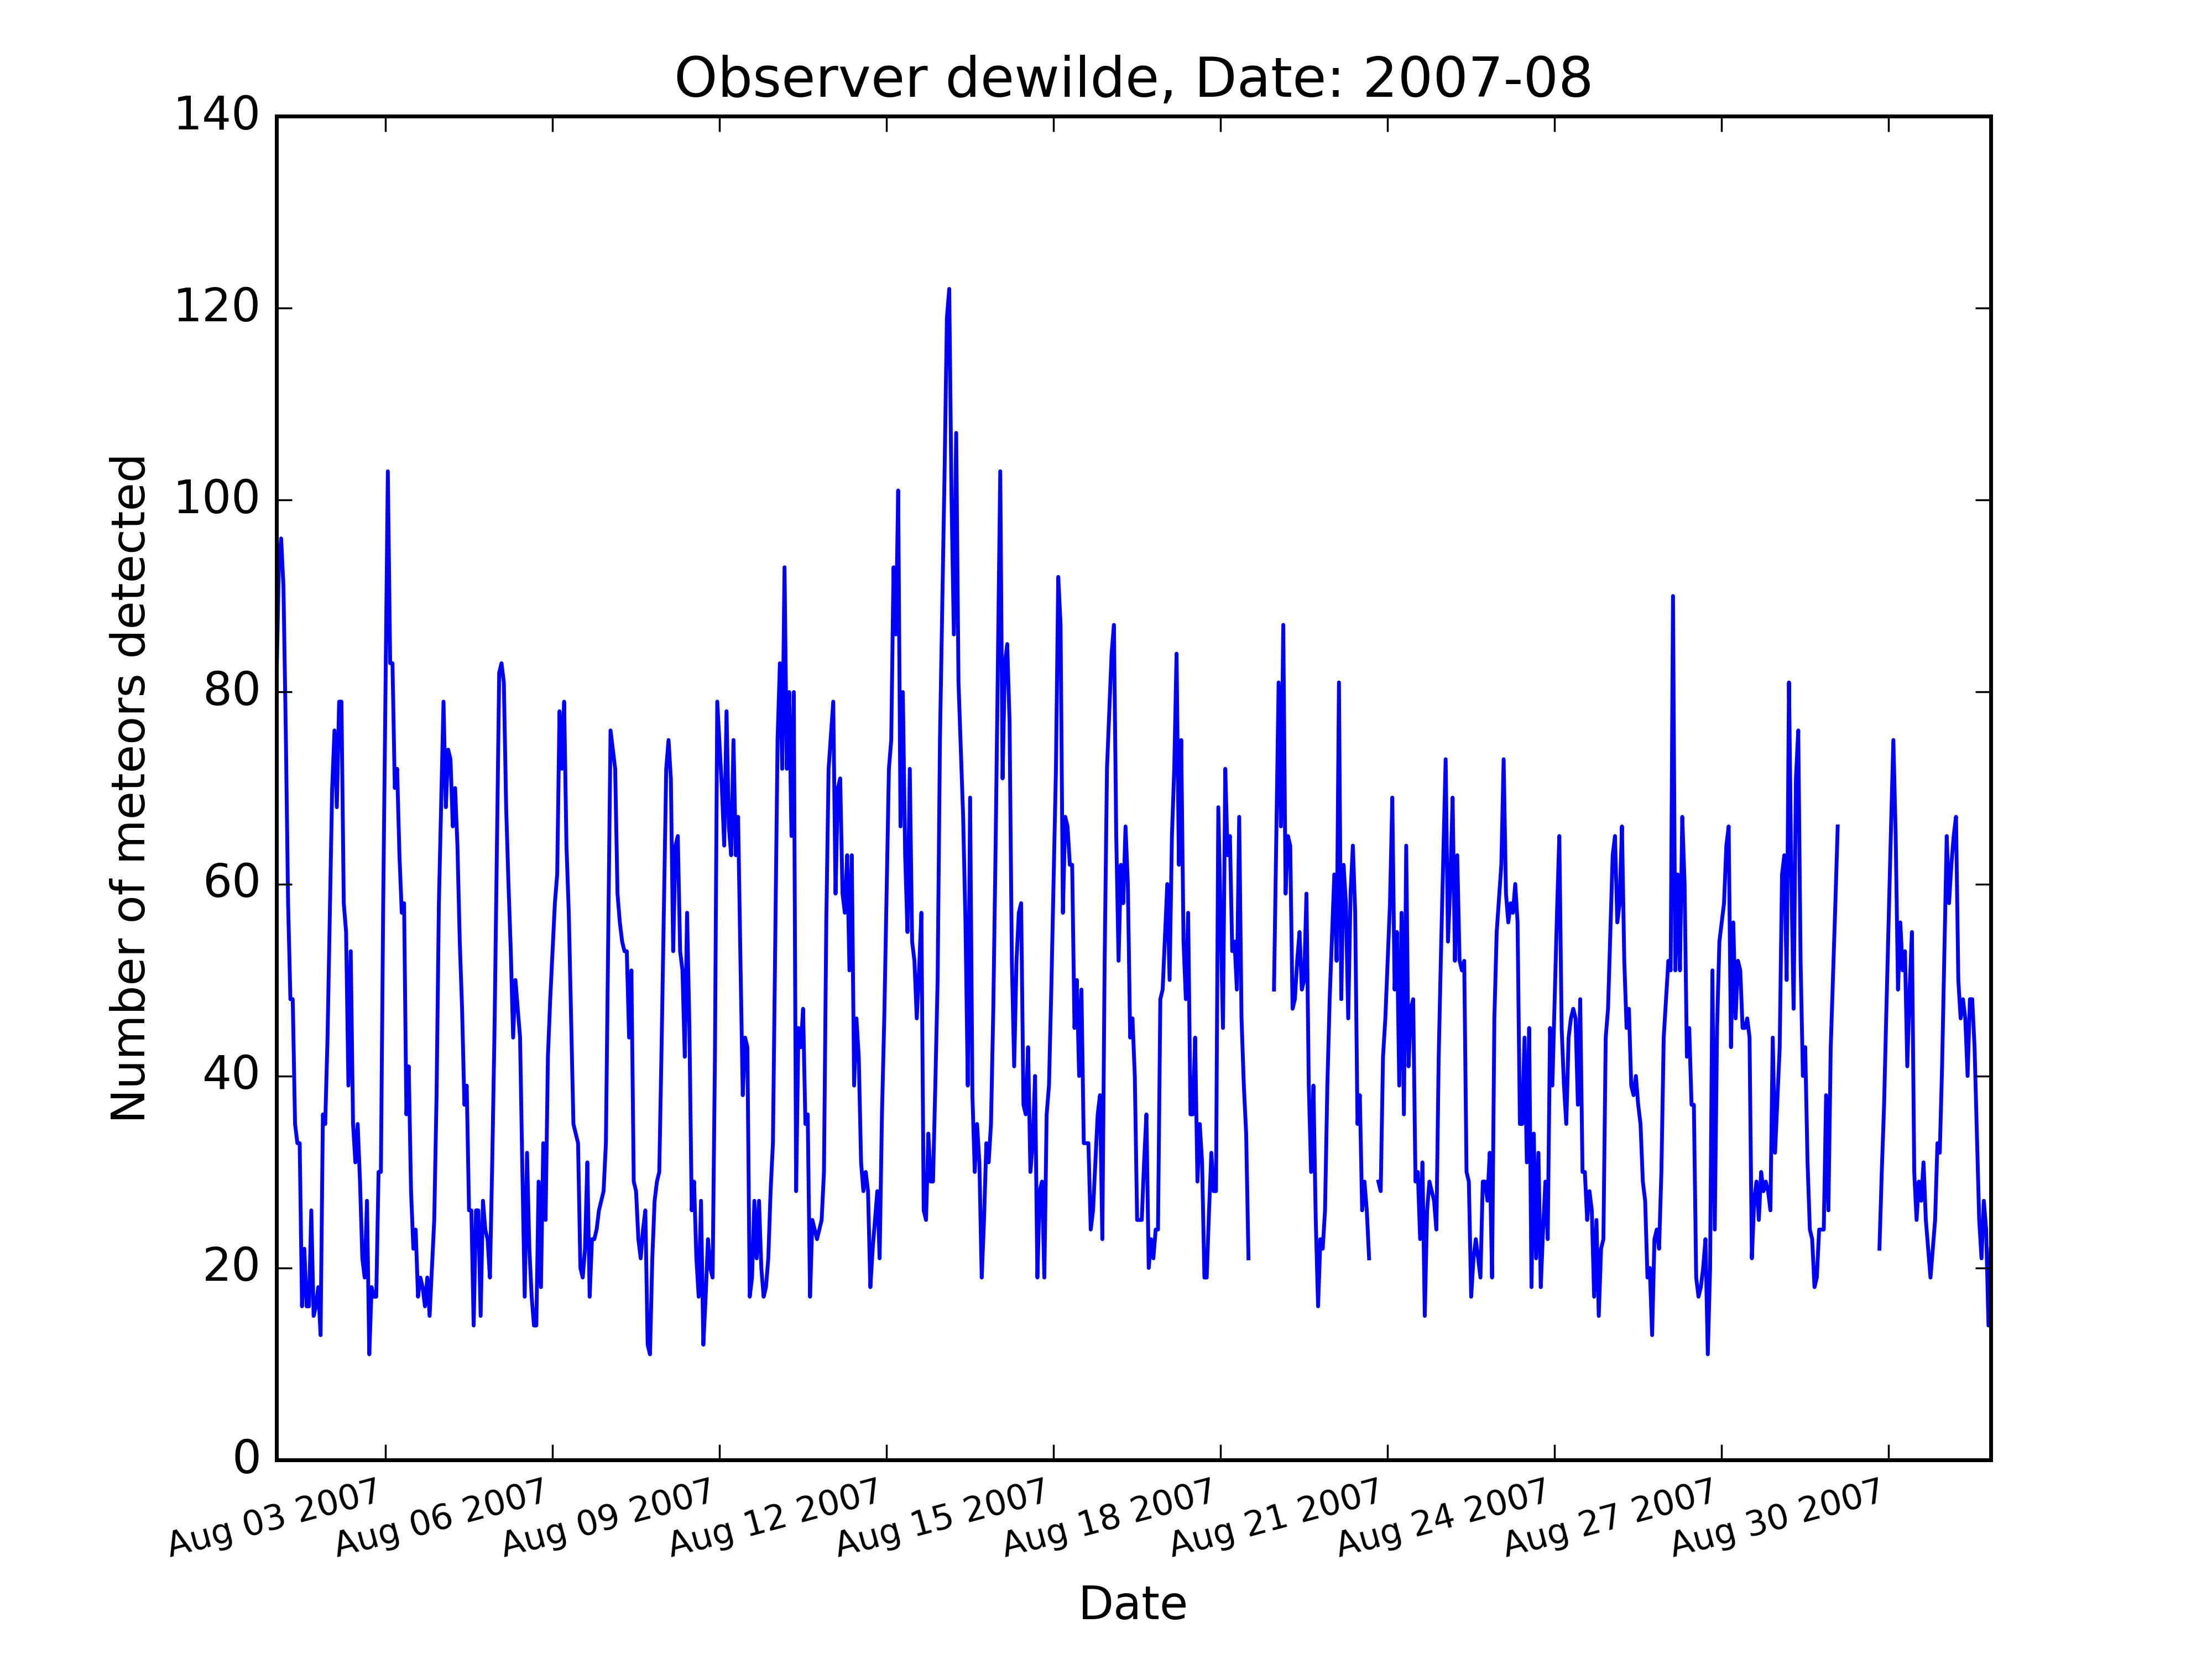 Observer dewilde, Date: 2007-08
140
120
100
80
60
40
20
0
Number of meteors detected
Aug 03 2007
Aug 06 2007
Aug 09 2007
Aug 12 2007
Aug 15 2007
Aug 18 2007
Aug 21 2007
Aug 24 2007
Aug 27 2007
Aug 30 2007
Date